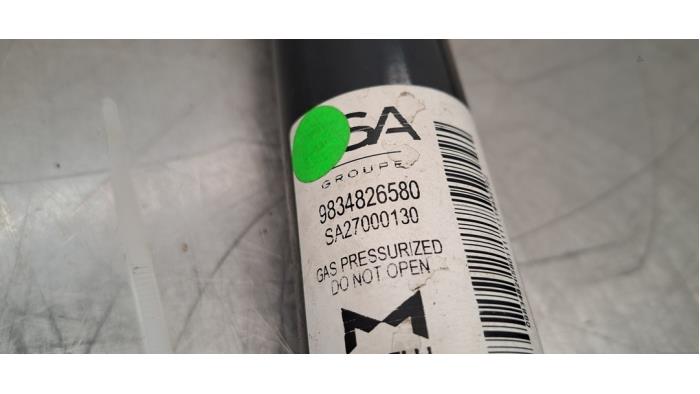 SA
GROUPE
9834826580
SA27000130
GAS PRESSURIZED
DO NOT OPEN